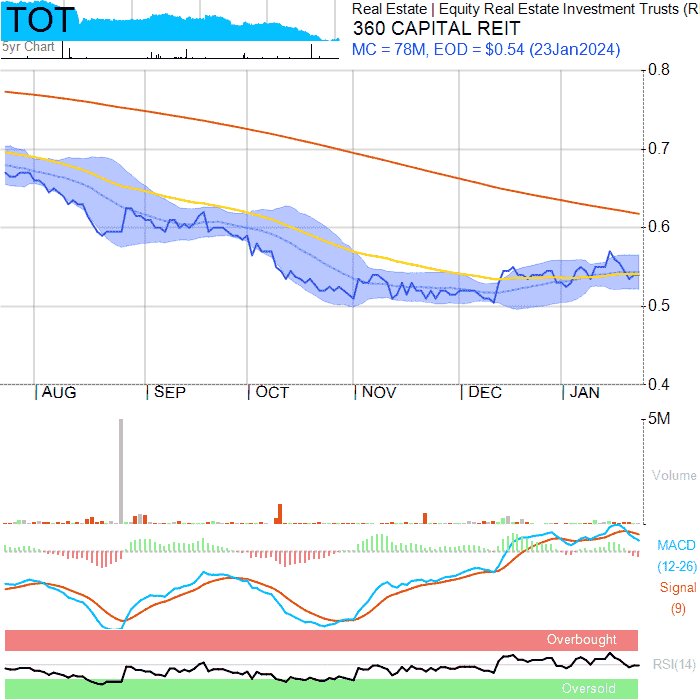 TOT
5yr Chart
Real Estate | Equity Real Estate Investment Trusts (R
360 CAPITAL REIT
MC = 78M, EOD = $0.54 (23Jan2024)
0.8
0.7
0.6
0.5
0.4
AUG SEP OCT NOV DEC JAN
5M
Volume
MACD
(12-26)
Signal
(9)
Overbought
RSI(14)
Oversold